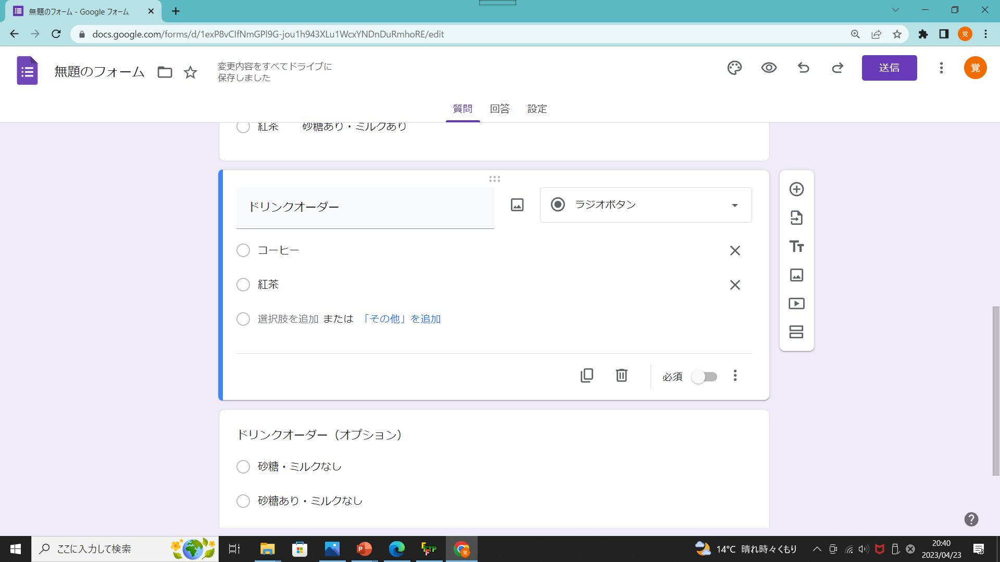 無題のフォーム - Google フォーム
docs.google.com/forms/d/1exP8vCIfNmGPl9G-jou1h943XLu1WcxYNDnDuRmhoRE/edit
覚
無題のフォーム
変更内容をすべてドライブに
保存しました
送信
覚
質問 回答 設定
紅茶 砂糖あり・ミルクあり
ドリンクオーダー
ラジオボタン
コーヒー
紅茶
選択肢を追加 または 「その他」を追加
必須
Tт
ドリンクオーダー（オプション）
砂糖・ミルクなし
砂糖あり・ミルクなし
ここに入力して検索
P
FFFTP
覚
14°C 晴れ時々くもり
20:40
2023/04/23